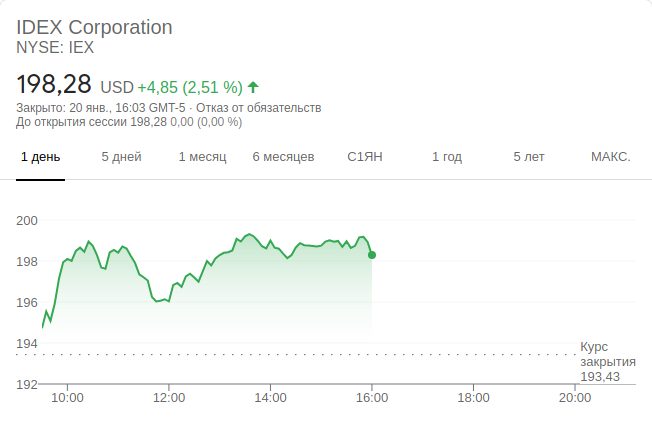 IDEX Corporation
NYSE: IEX
198,28 USD +4,85 (2,51 %)
Закрыто: 20 янв., 16:03 GMT-5 · Отказ от обязательств
До открытия сессии 198,28 0,00 (0,00 %)
1 день 5 дней 1 месяц 6 месяцев С1ЯН 1 год 5 лет МАКС.
200
198
196
194
Курс
закрытия
193,43
192
10:00 12:00 14:00 16:00 18:00 20:00